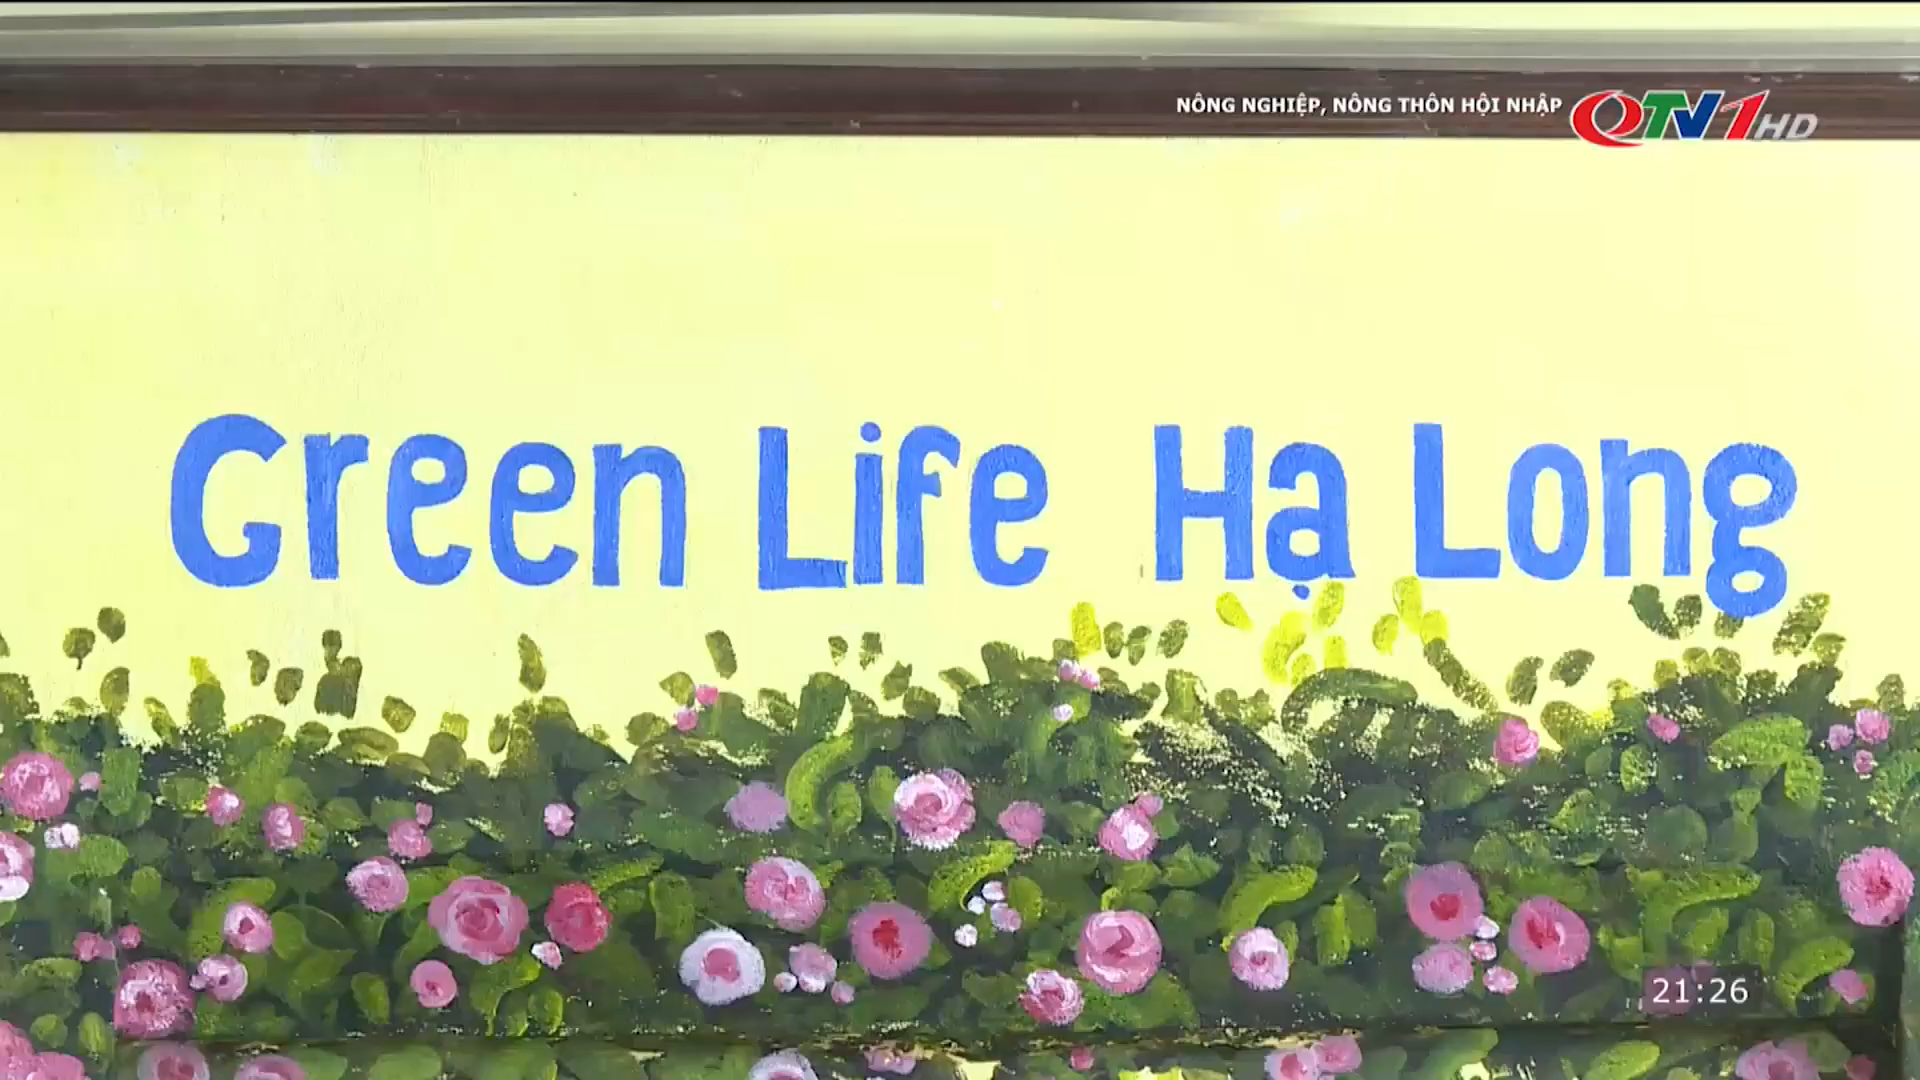 NÔNG NGHIỆP, NÔNG THÔN HỘI NHẬP QTV1HD
Green Life Hạ Long
21:26